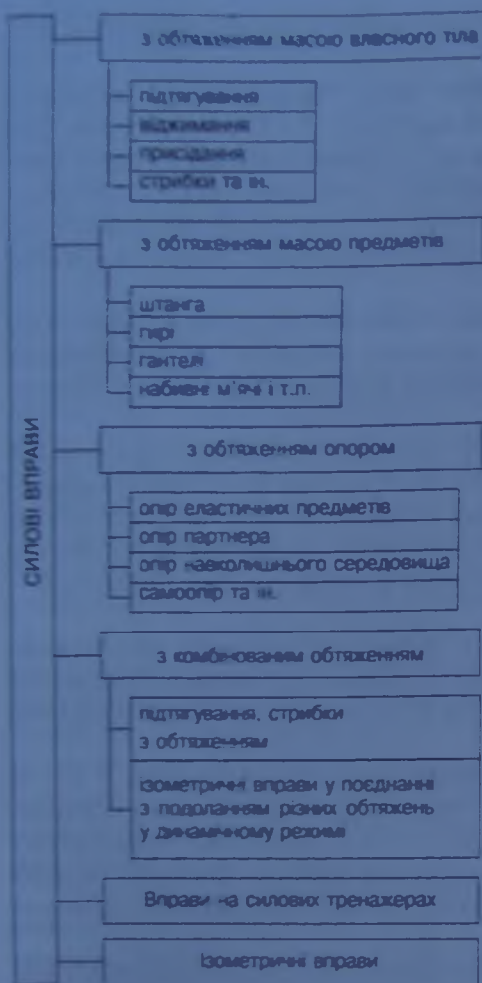 СИЛОВІ ВПРАВИ
з обтяженням масою власного тіла
підтягування
віджимання
присідання
стрибки та ін.
з обтяженням масою предметів
штанга
гирі
гантелі
набивні м'ячі і т.п.
з обтяженням опором
опір еластичних предметів
опір партнера
опір навколишнього середовища
самоопір та ін.
з комбінованим обтяженням
підтягування, стрибки
з обтяженням
ізометричні вправи у поєднанні
з подоланням різних обтяжень
у динамічному режимі
Вправи на силових тренажерах
Ізометричні вправи